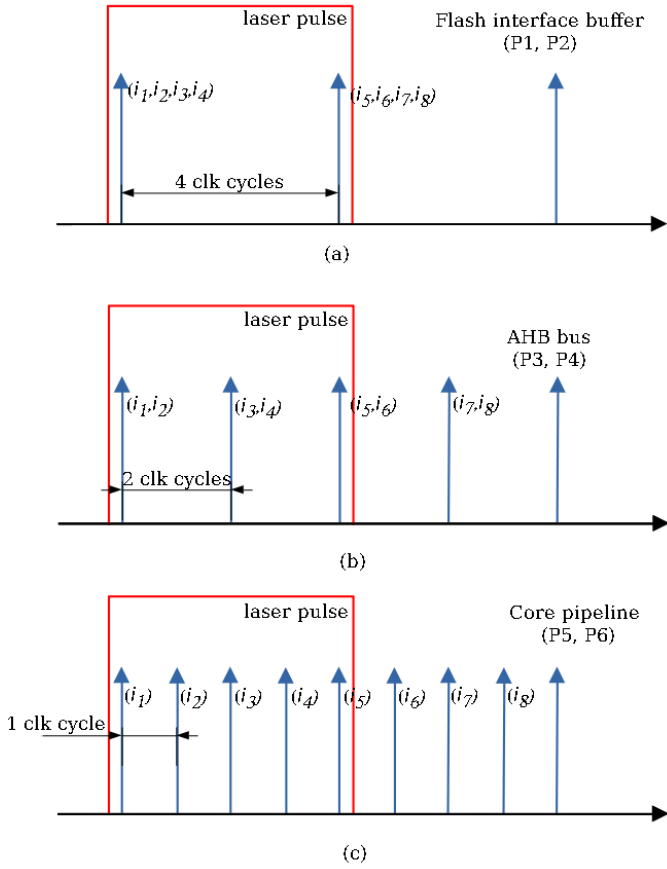 laser pulse
Flash interface buffer
(P1, P2)
(i1,i2,i3,i4)
(i5,i6,i7,i8)
4 clk cycles
(a)
laser pulse
AHB bus
(P3, P4)
(i1,i2)
(i3,i4)
(i5,i6)
(i7,i8)
2 clk cycles
(b)
laser pulse
Core pipeline
(P5, P6)
(i1)
(i2)
(i3)
(i4)
(i5)
(i6)
(i7)
(i8)
1 clk cycle
(c)